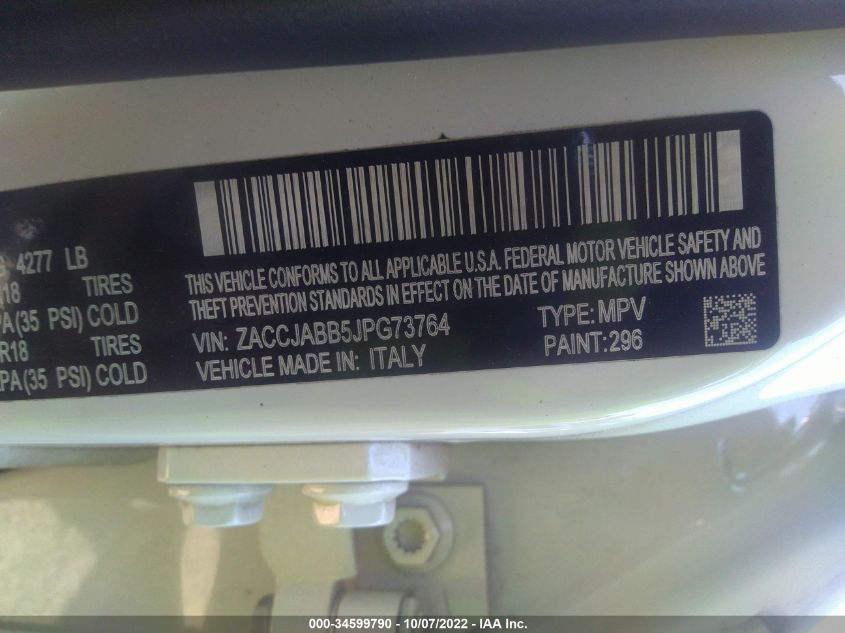 4277 LB
THIS VEHICLE CONFORMS TO ALL APPLICABLE U.S.A. FEDERAL MOTOR VEHICLE SAFETY AND
R18 TIRES
THEFT PREVENTION STANDARDS IN EFFECT ON THE DATE OF MANUFACTURE SHOWN ABOVE
PA(35 PSI) COLD
VIN: ZACCJABB5JPG73764 TYPE: MPV
R18 TIRES
VEHICLE MADE IN: ITALY PAINT: 296
KPA(35 PSI) COLD
000-34599790 - 10/07/2022 - IAA Inc.